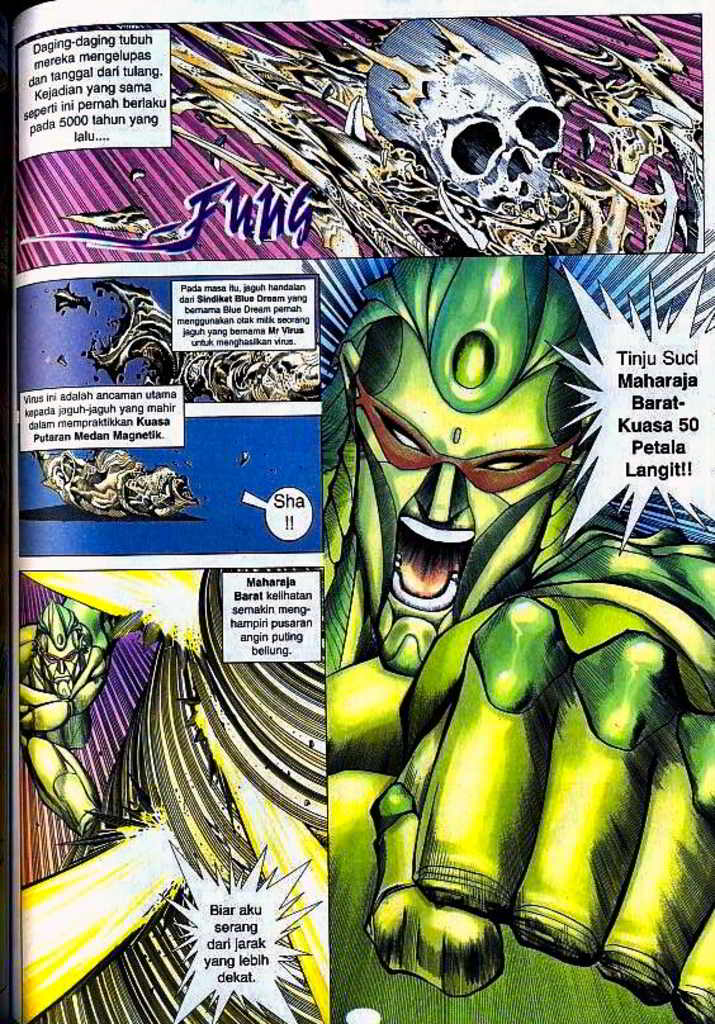 Daging-daging tubuh
mereka mengelupas
dan tanggal dari tulang.
Kejadian yang sama
seperti ini pernah berlaku
pada 5000 tahun yang
lalu....
FUNG
Pada masa itu, jaguh handalan
dari Sindikat Blue Dream yang
bernama Blue Dream pernah
menggunakan otak milik seorang
jaguh yang bernama Mr Virus
untuk menghasilkan virus.
Virus ini adalah ancaman utama
kepada jaguh-jaguh yang mahir
dalam mempraktikkan Kuasa
Putaran Medan Magnetik.
Sha
!!
Tinju Suci
Maharaja
Barat-
Kuasa 50
Petala
Langit!!
Maharaja
Barat kelihatan
semakin meng-
hampiri pusaran
angin puting
beliung.
Biar aku
serang
dari jarak
yang lebih
dekat.